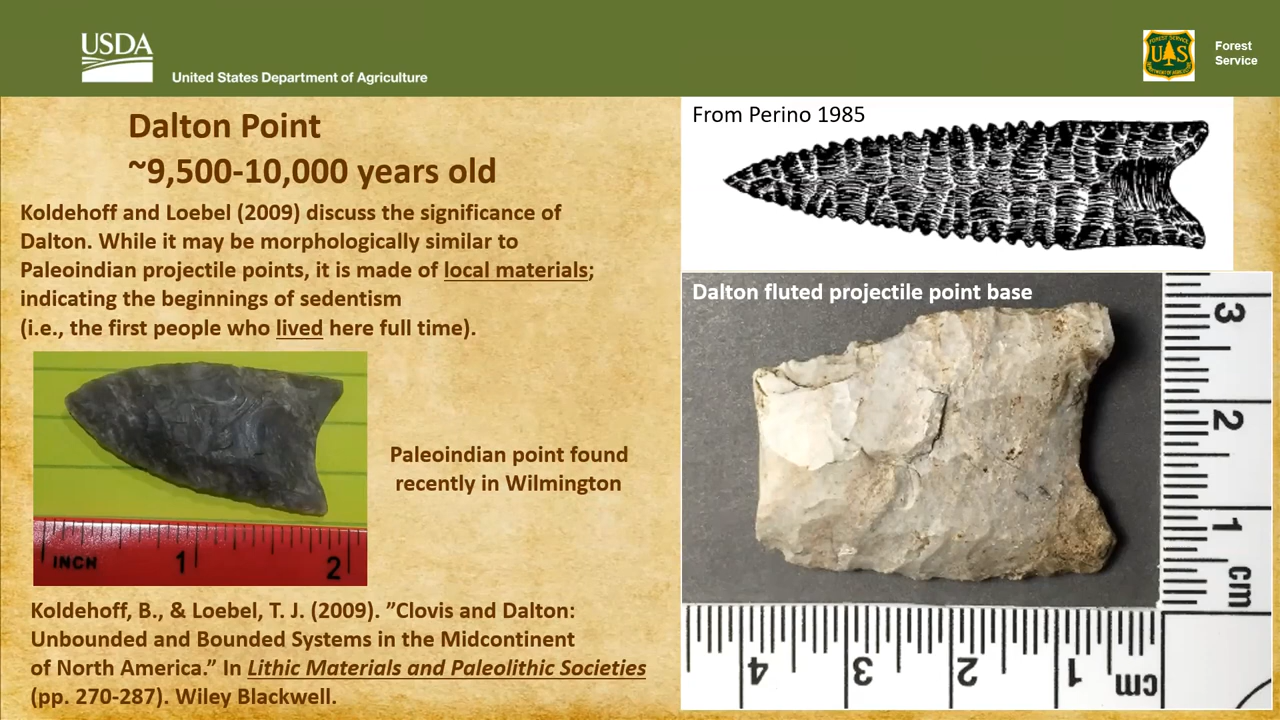 USDA
United States Department of Agriculture
FOREST SERVICE
U S
DEPARTMENT OF AGRICULTURE
Forest
Service
Dalton Point
~9,500-10,000 years old
Koldehoff and Loebel (2009) discuss the significance of
Dalton. While it may be morphologically similar to
Paleoindian projectile points, it is made of local materials;
indicating the beginnings of sedentism
(i.e., the first people who lived here full time).
INCH 1 2
Paleoindian point found
recently in Wilmington
Koldehoff, B., & Loebel, T. J. (2009). ”Clovis and Dalton:
Unbounded and Bounded Systems in the Midcontinent
of North America.” In Lithic Materials and Paleolithic Societies
(pp. 270-287). Wiley Blackwell.
From Perino 1985
Dalton fluted projectile point base
3
2
1
cm
4 3 2 1 cm